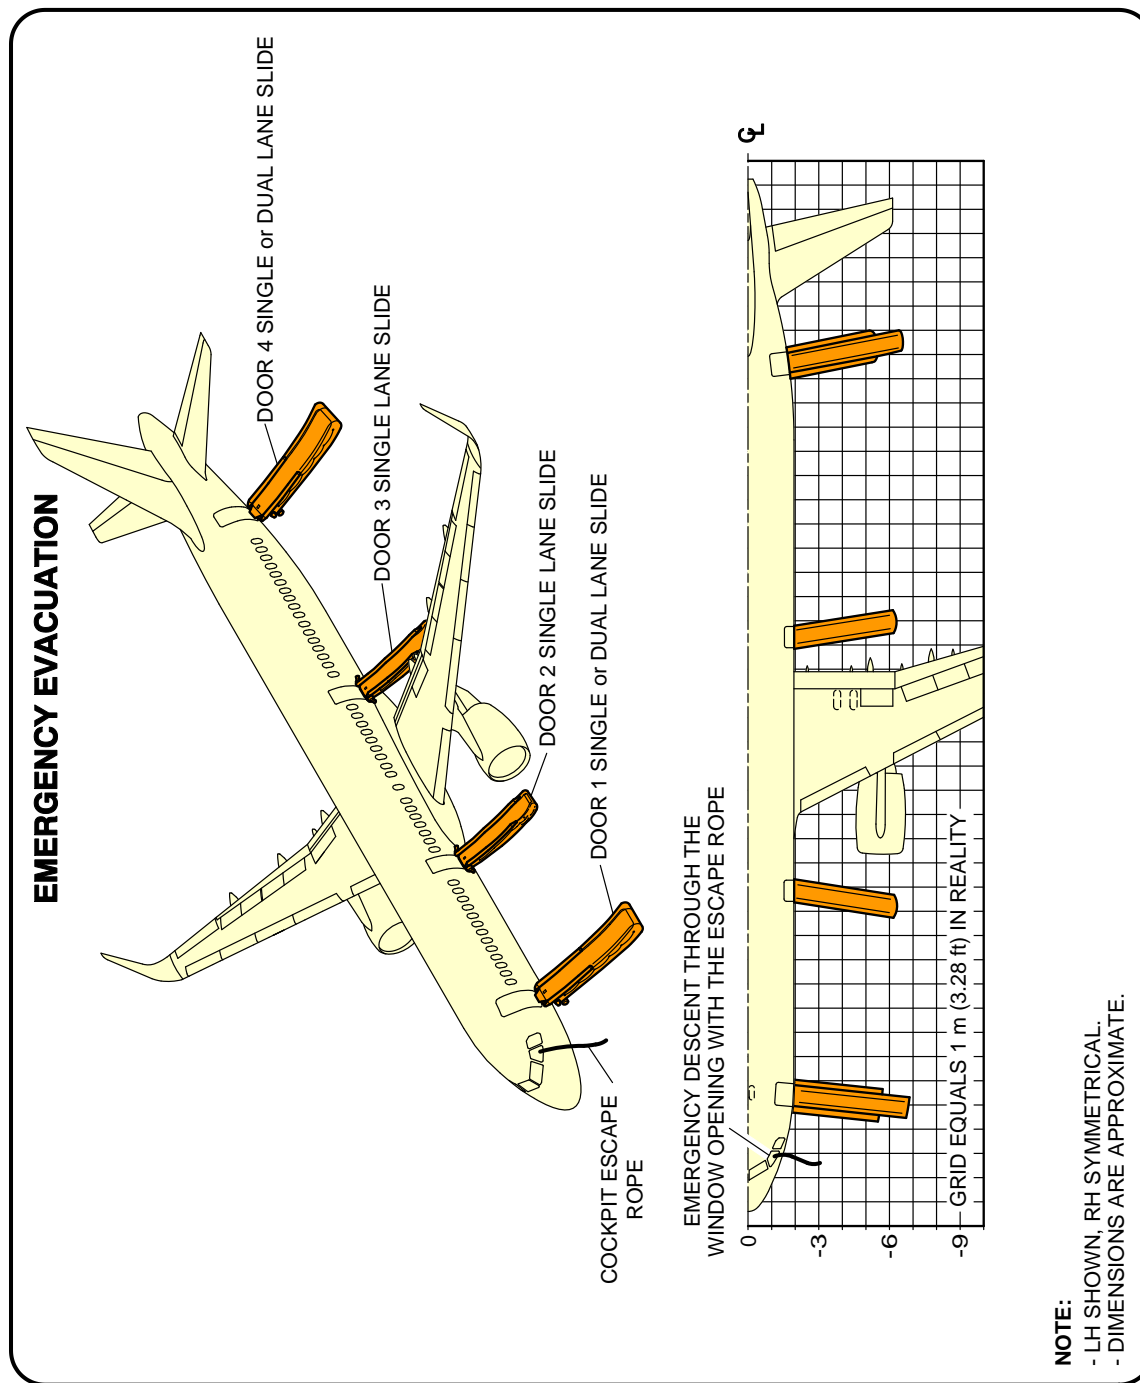 EMERGENCY EVACUATION
DOOR 4 SINGLE or DUAL LANE SLIDE
DOOR 3 SINGLE LANE SLIDE
DOOR 2 SINGLE LANE SLIDE
DOOR 1 SINGLE or DUAL LANE SLIDE
COCKPIT ESCAPE
ROPE
EMERGENCY DESCENT THROUGH THE
WINDOW OPENING WITH THE ESCAPE ROPE
℄
0
-3
-6
-9
GRID EQUALS 1 m (3.28 ft) IN REALITY
NOTE:
- LH SHOWN, RH SYMMETRICAL.
- DIMENSIONS ARE APPROXIMATE.